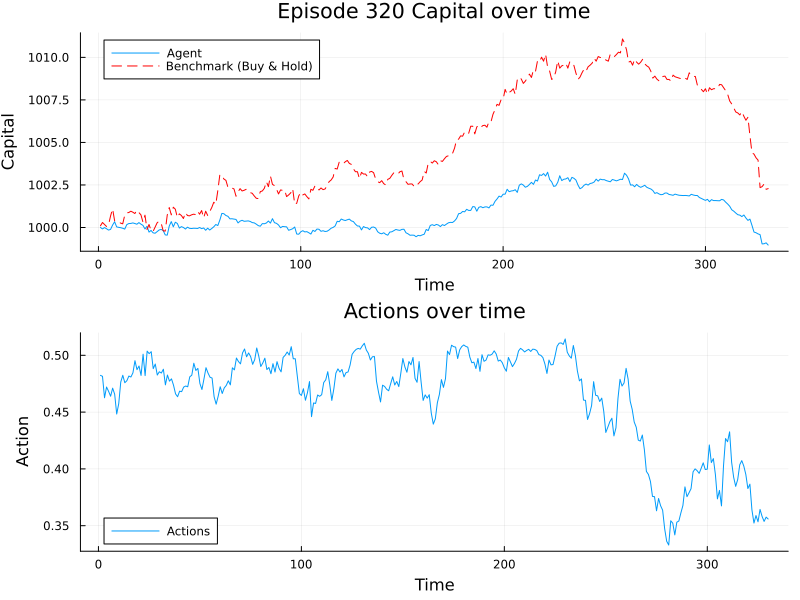 Episode 320 Capital over time
Agent
Benchmark (Buy & Hold)
1010.0
1007.5
1005.0
1002.5
1000.0
Capital
0
100
200
300
Time
Actions over time
0.50
0.45
0.40
0.35
Action
Actions
0
100
200
300
Time